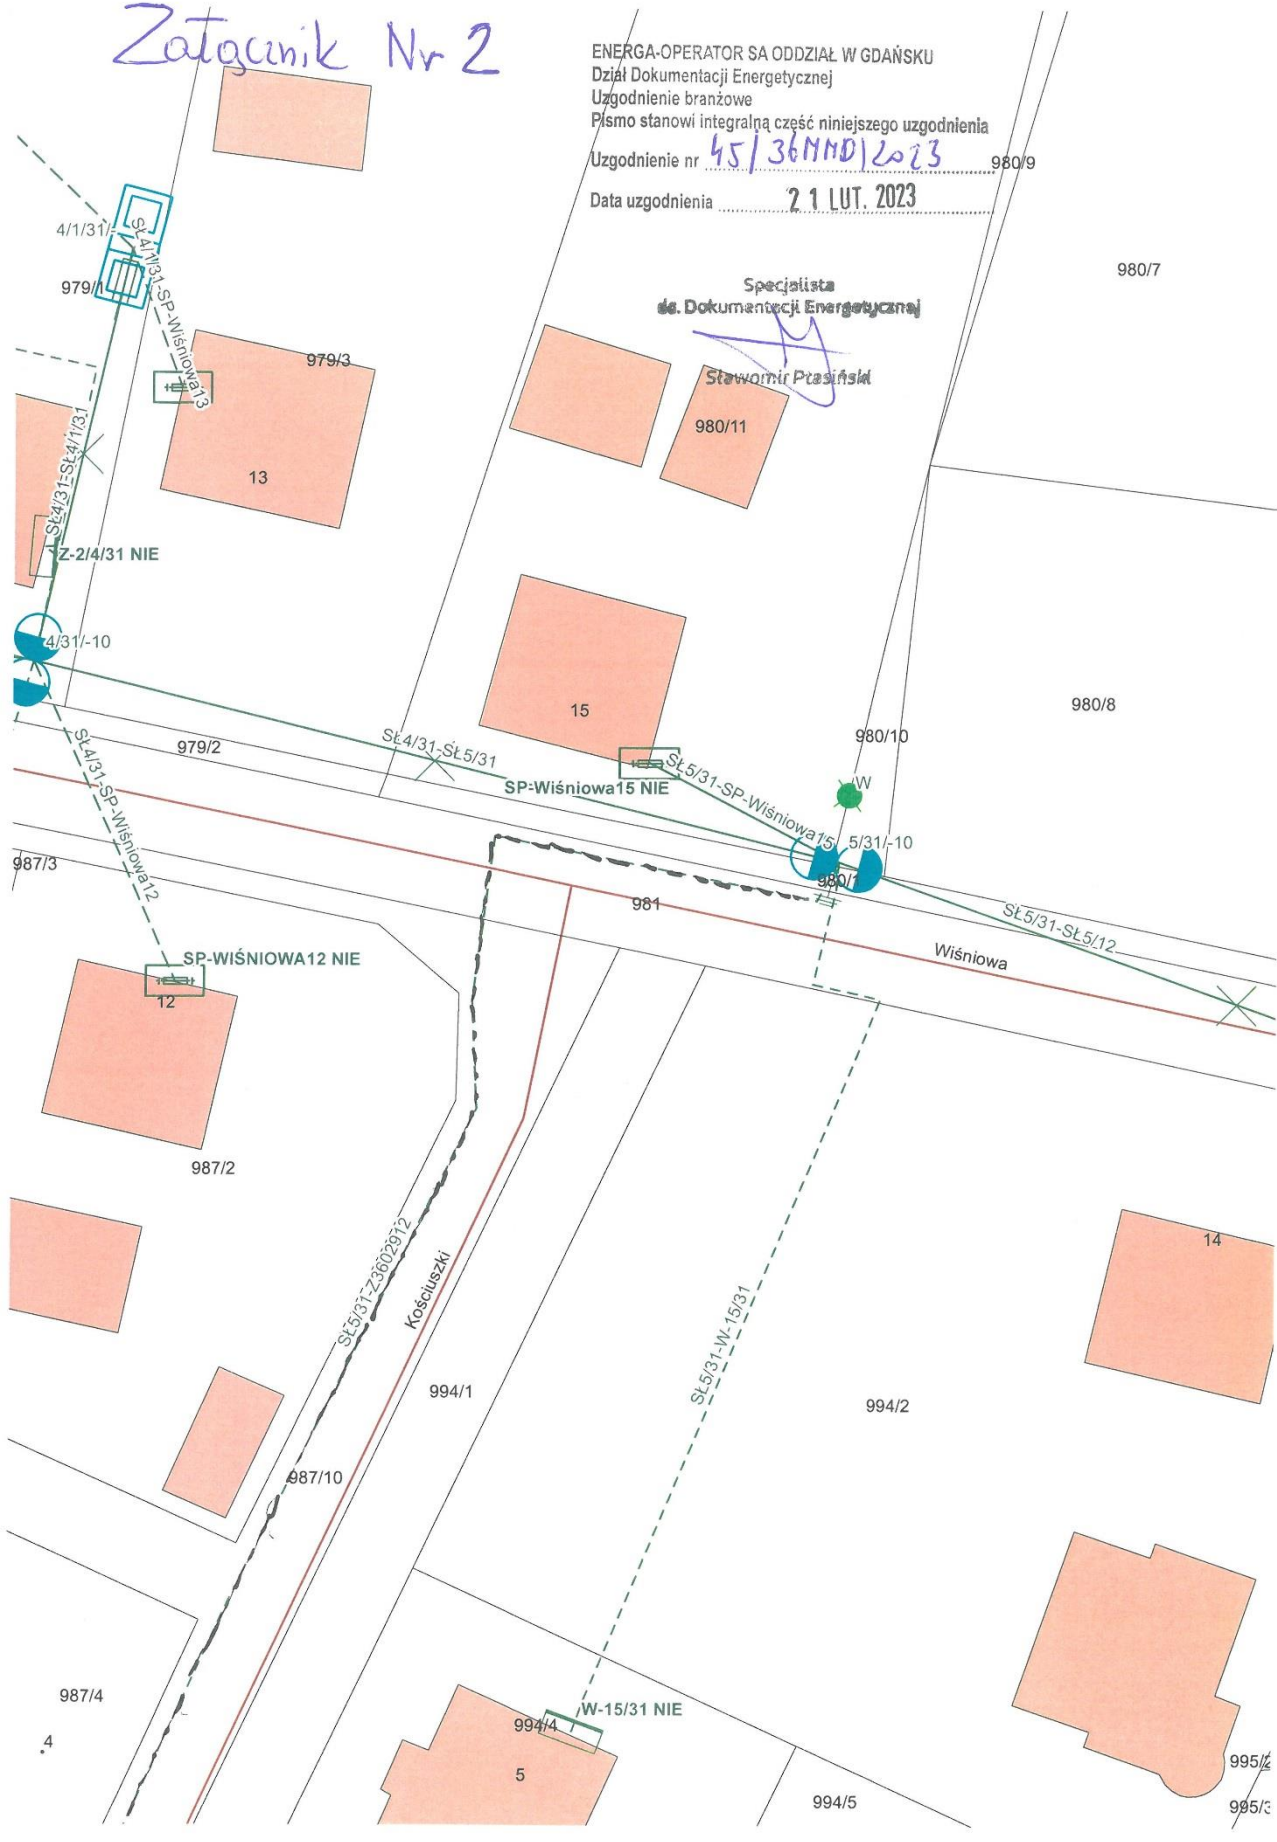 Załącznik Nr 2
ENERGA-OPERATOR SA ODDZIAŁ W GDAŃSKU
Dział Dokumentacji Energetycznej
Uzgodnienie branżowe
Pismo stanowi integralną część niniejszego uzgodnienia
Uzgodnienie nr 45/36MMD/2023
980/9
Data uzgodnienia 21 LUT. 2023
4/1/31/-
SŁ4/1/31-SP-Wiśniowa13
979/1
980/7
Specjalista
ds. Dokumentacji Energetycznej
Sławomir Prasiński
979/3
980/11
SŁ4/31-SŁ4/1/31
13
Z-2/4/31 NIE
4/31/-10
15
980/8
979/2
SŁ4/31-SŁ5/31
980/10
SŁ4/31-SP-Wiśniowa12
SP-Wiśniowa15 NIE
SŁ5/31-SP-Wiśniowa15
W
5/31/-10
987/3
980/1
981
SŁ5/31-SŁ5/12
Wiśniowa
SP-WIŚNIOWA12 NIE
12
987/2
SŁ5/31-Z3602912
Kościuszki
14
SŁ5/31-W-15/31
994/1
994/2
987/10
987/4
W-15/31 NIE
994/4
4
5
995/2
994/5
995/3